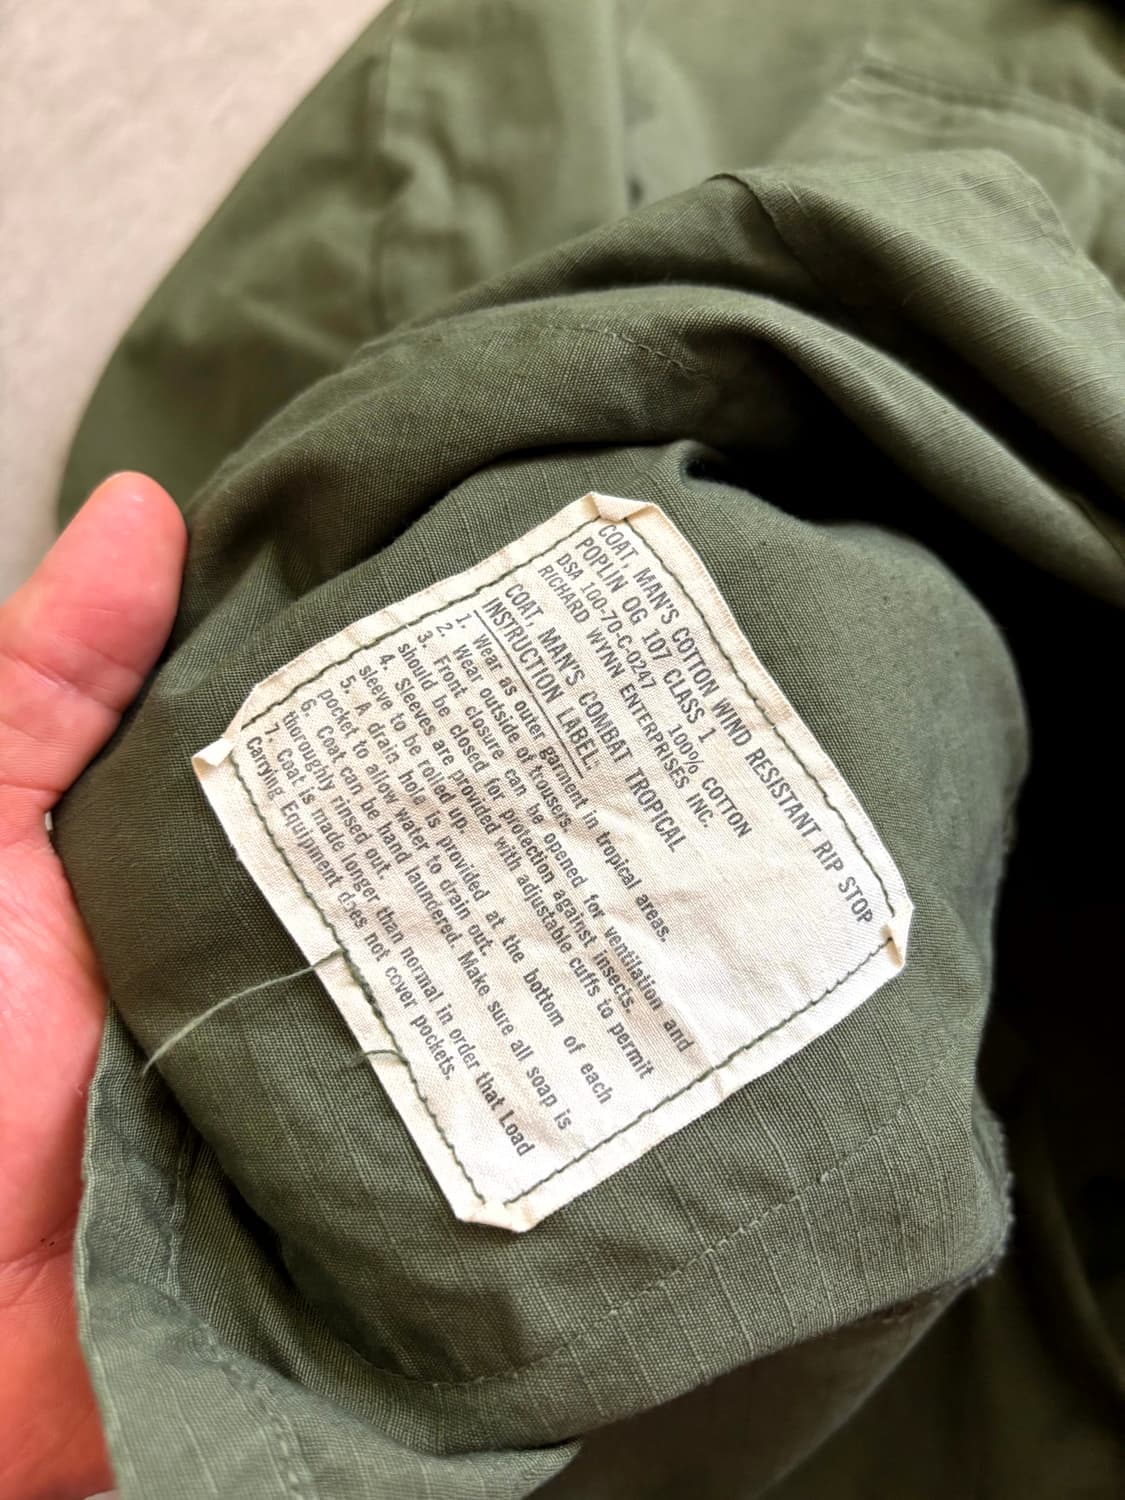 COAT, MAN'S COTTON WIND RESISTANT RIP STOP
POPLIN OG 107 CLASS 1
100% COTTON
DSA 100-70-C-0247
RICHARD WYNN ENTERPRISES INC.
COAT, MAN'S COMBAT TROPICAL
INSTRUCTION LABEL:
1. Wear as outer garment in tropical areas.
2. Wear outside of trousers.
3. Front closure can be opened for ventilation and
should be closed for protection against insects.
4. Sleeves are provided with adjustable cuffs to permit
sleeve to be rolled up.
5. A drain hole is provided at the bottom of each
pocket to allow water to drain out.
6. Coat can be hand laundered. Make sure all soap is
thoroughly rinsed out.
7. Coat is made longer than normal in order that Load
Carrying Equipment does not cover pockets.